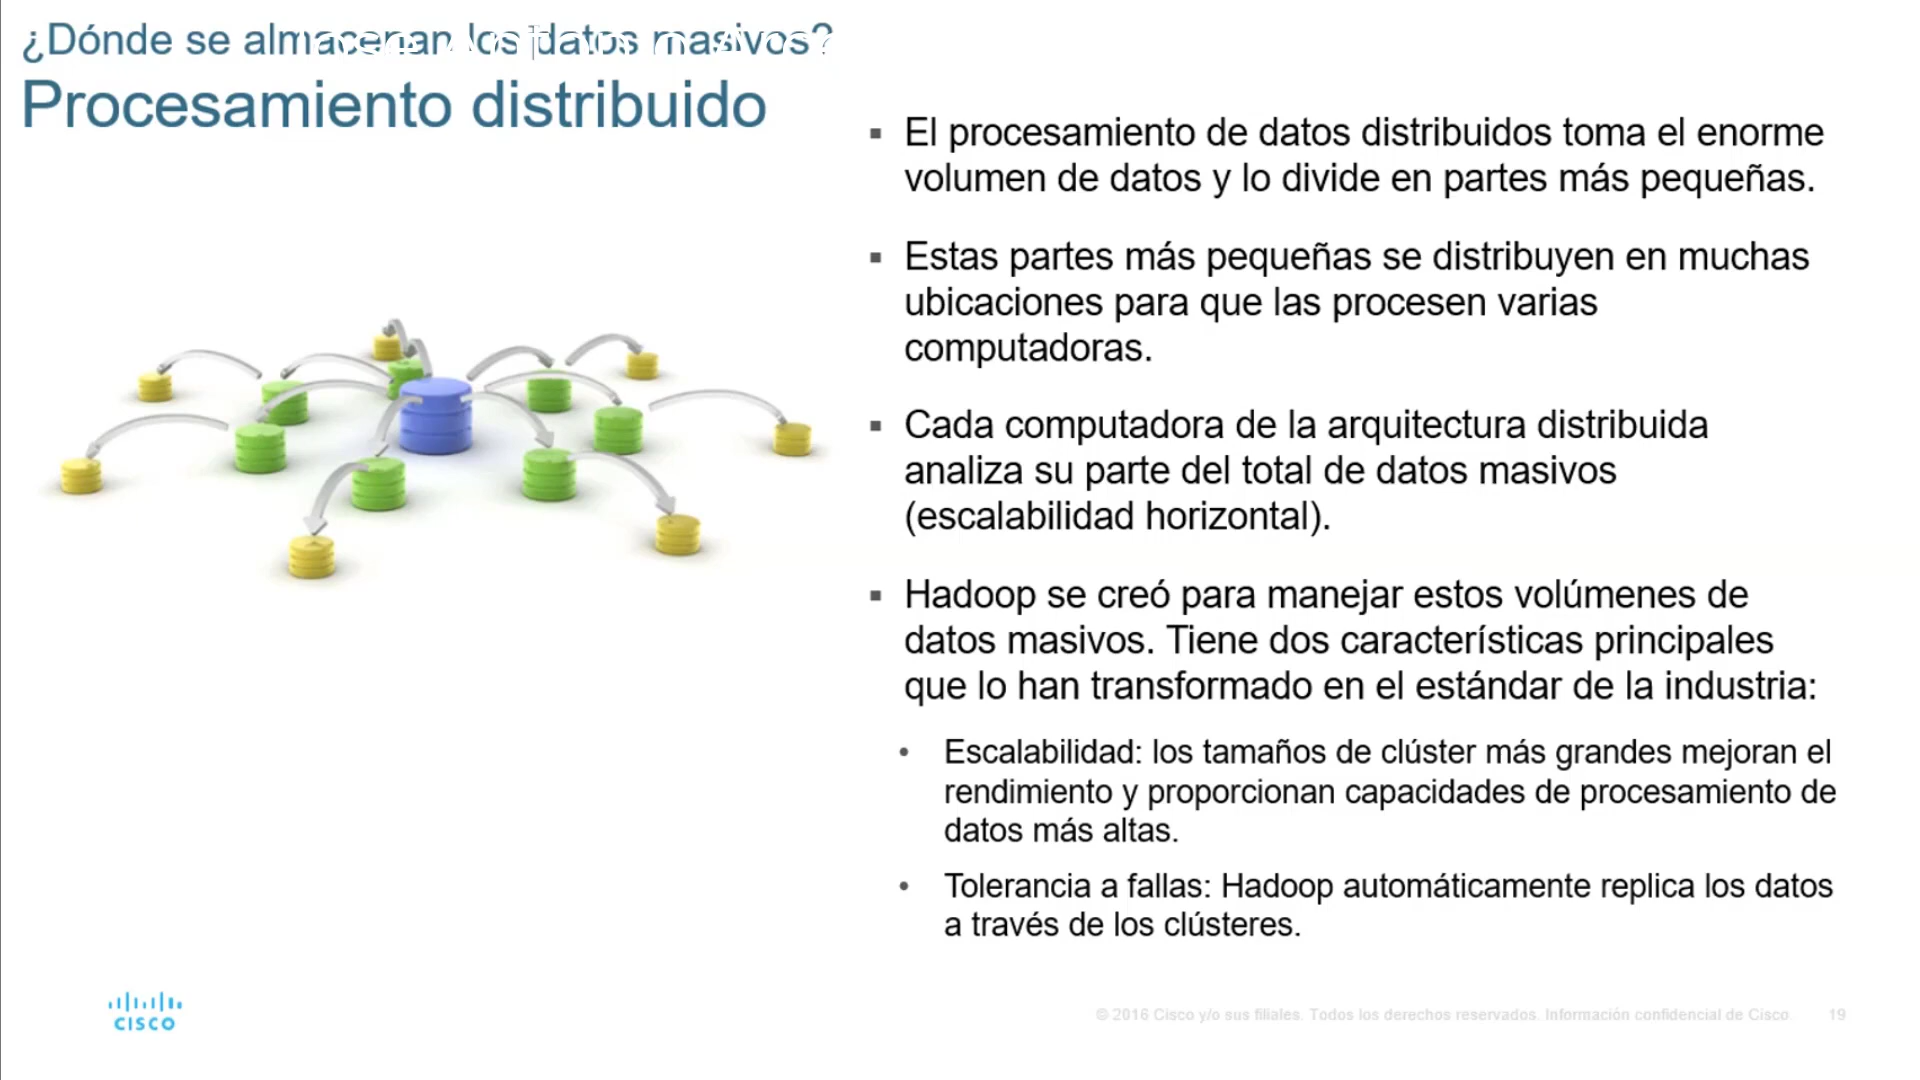 ¿Dónde se almacenan los datos masivos?
Procesamiento distribuido
▪ El procesamiento de datos distribuidos toma el enorme
volumen de datos y lo divide en partes más pequeñas.
▪ Estas partes más pequeñas se distribuyen en muchas
ubicaciones para que las procesen varias
computadoras.
▪ Cada computadora de la arquitectura distribuida
analiza su parte del total de datos masivos
(escalabilidad horizontal).
▪ Hadoop se creó para manejar estos volúmenes de
datos masivos. Tiene dos características principales
que lo han transformado en el estándar de la industria:
• Escalabilidad: los tamaños de clúster más grandes mejoran el
rendimiento y proporcionan capacidades de procesamiento de
datos más altas.
• Tolerancia a fallas: Hadoop automáticamente replica los datos
a través de los clústeres.
CISCO
© 2016 Cisco y/o sus filiales. Todos los derechos reservados. Información confidencial de Cisco. 19